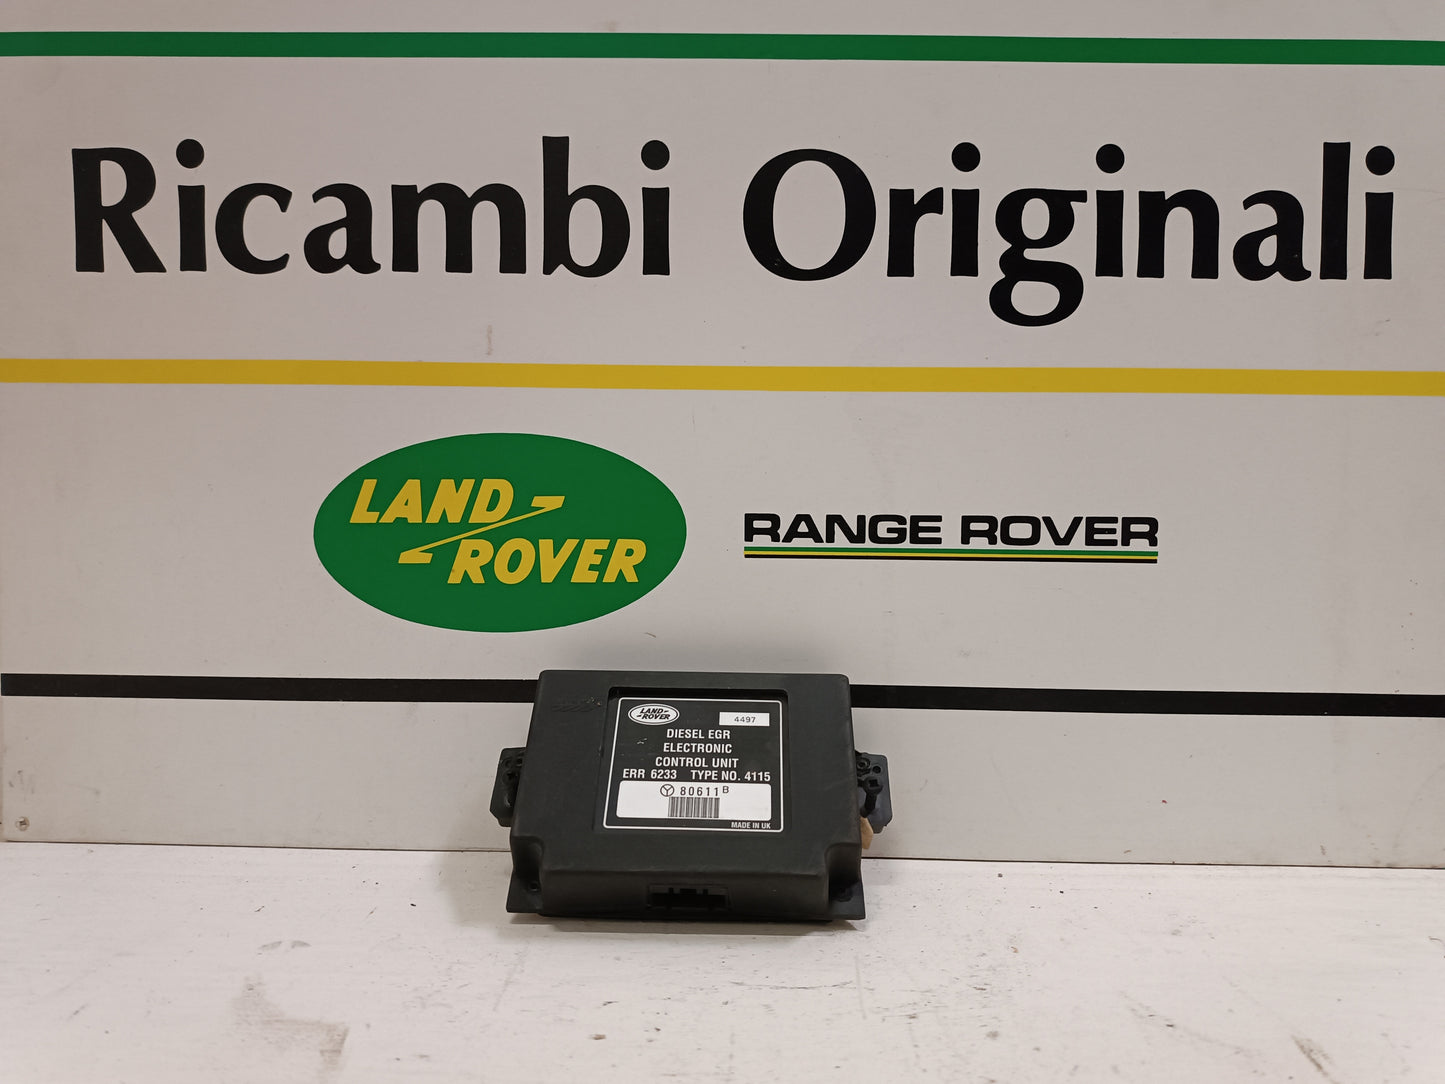 Ricambi Originali
LAND
ROVER
RANGE ROVER
LAND
ROVER
4497
DIESEL EGR
ELECTRONIC
CONTROL UNIT
ERR 6233 TYPE NO. 4115
80611 B
MADE IN UK